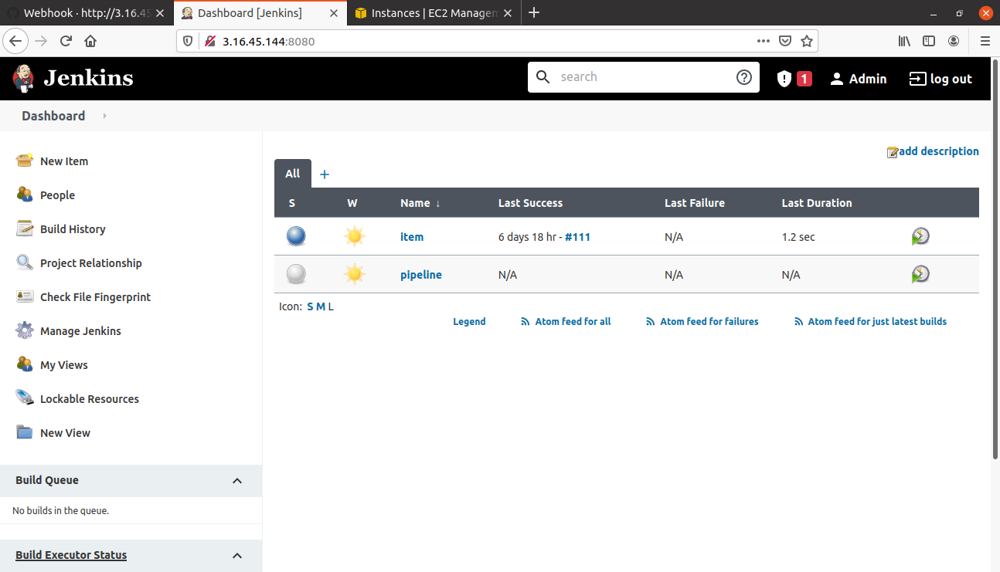 Webhook · http://3.16.45
Dashboard [Jenkins]
Instances | EC2 Managem
3.16.45.144:8080
Jenkins
search
1
Admin
log out
Dashboard
New Item
People
Build History
Project Relationship
Check File Fingerprint
Manage Jenkins
My Views
Lockable Resources
New View
Build Queue
No builds in the queue.
Build Executor Status
add description
All +
S W Name ↓ Last Success Last Failure Last Duration
item 6 days 18 hr - #111 N/A 1.2 sec
pipeline N/A N/A N/A
Icon: S M L
Legend Atom feed for all Atom feed for failures Atom feed for just latest builds